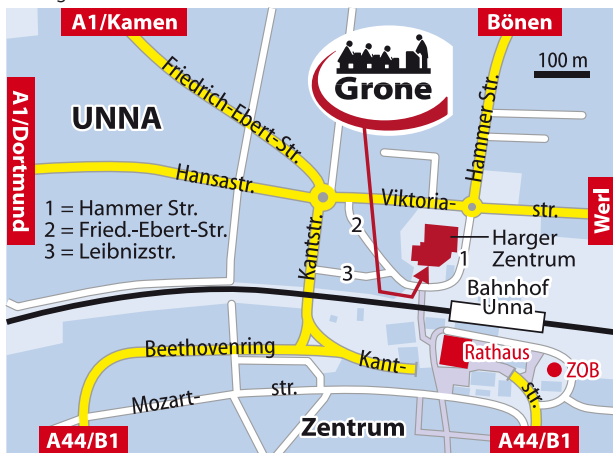 A1/Kamen
Bönen
100 m
Grone
A1/Dortmund
UNNA
Friedrich-Ebert-Str.
Hammer Str.
Hansastr.
Viktoria-
str.
Werl
1 = Hammer Str.
2 = Fried.-Ebert-Str.
3 = Leibnizstr.
Kantstr.
2
3
1
Harger
Zentrum
Bahnhof
Unna
Beethovenring
Kant-
str.
Rathaus
ZOB
Mozart-
str.
Zentrum
A44/B1
A44/B1